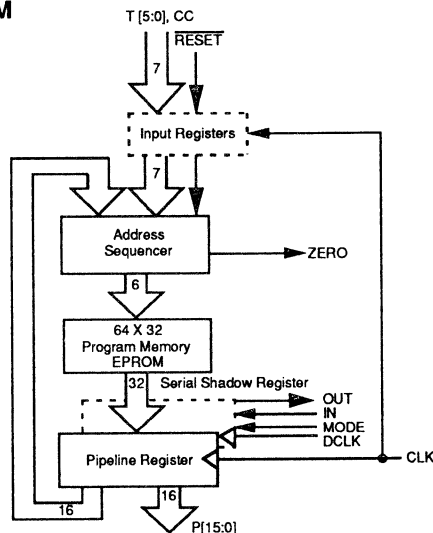 M
T [5:0], CC
RESET
7
Input Registers
7
Address
Sequencer
ZERO
6
64 X 32
Program Memory
EPROM
32
Serial Shadow Register
OUT
IN
MODE
DCLK
Pipeline Register
CLK
16
16
P[15:0]